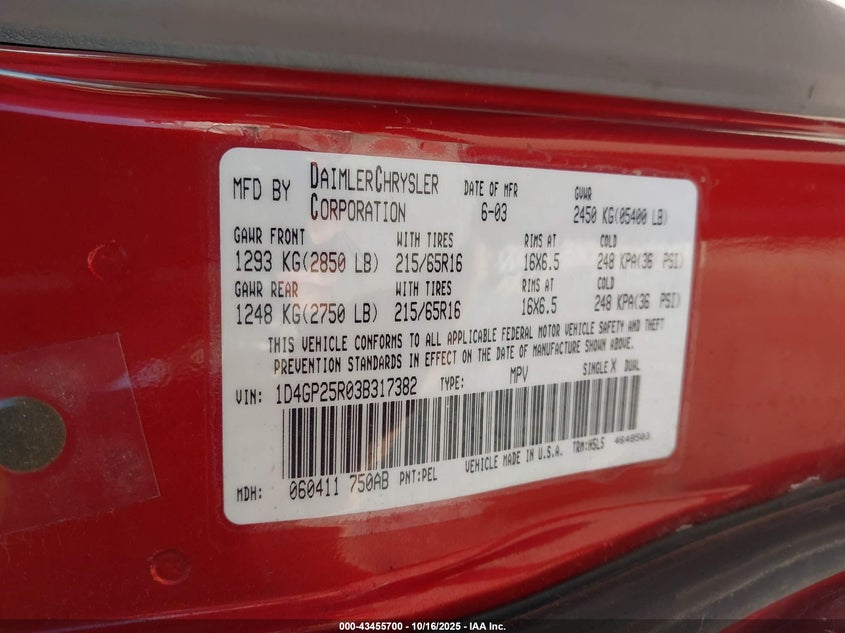 MFD BY DAIMLERCHRYSLER CORPORATION DATE OF MFR 6-03 GVWR 2450 KG(05400 LB)
GAWR FRONT WITH TIRES RIMS AT COLD
1293 KG(2850 LB) 215/65R16 16X6.5 248 KPA(36 PSI)
GAWR REAR WITH TIRES RIMS AT COLD
1248 KG(2750 LB) 215/65R16 16X6.5 248 KPA(36 PSI)
THIS VEHICLE CONFORMS TO ALL APPLICABLE FEDERAL MOTOR VEHICLE SAFETY AND THEFT
PREVENTION STANDARDS IN EFFECT ON THE DATE OF MANUFACTURE SHOWN ABOVE.
VIN: 1D4GP25R03B317382 TYPE: MPV SINGLE X DUAL
MDH: 060411 750AB PNT:PEL VEHICLE MADE IN U.S.A. TRM:HSL5 4648503
000-43455700 - 10/16/2025 - IAA Inc.